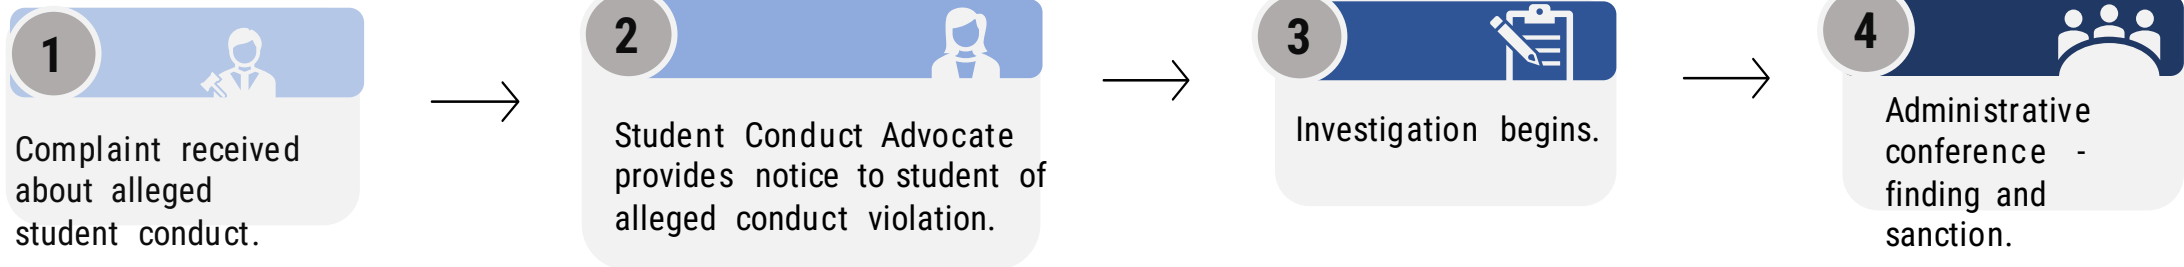 1
Complaint received
about alleged
student conduct.
2
Student Conduct Advocate
provides notice to student of
alleged conduct violation.
3
Investigation begins.
4
Administrative
conference -
finding and
sanction.